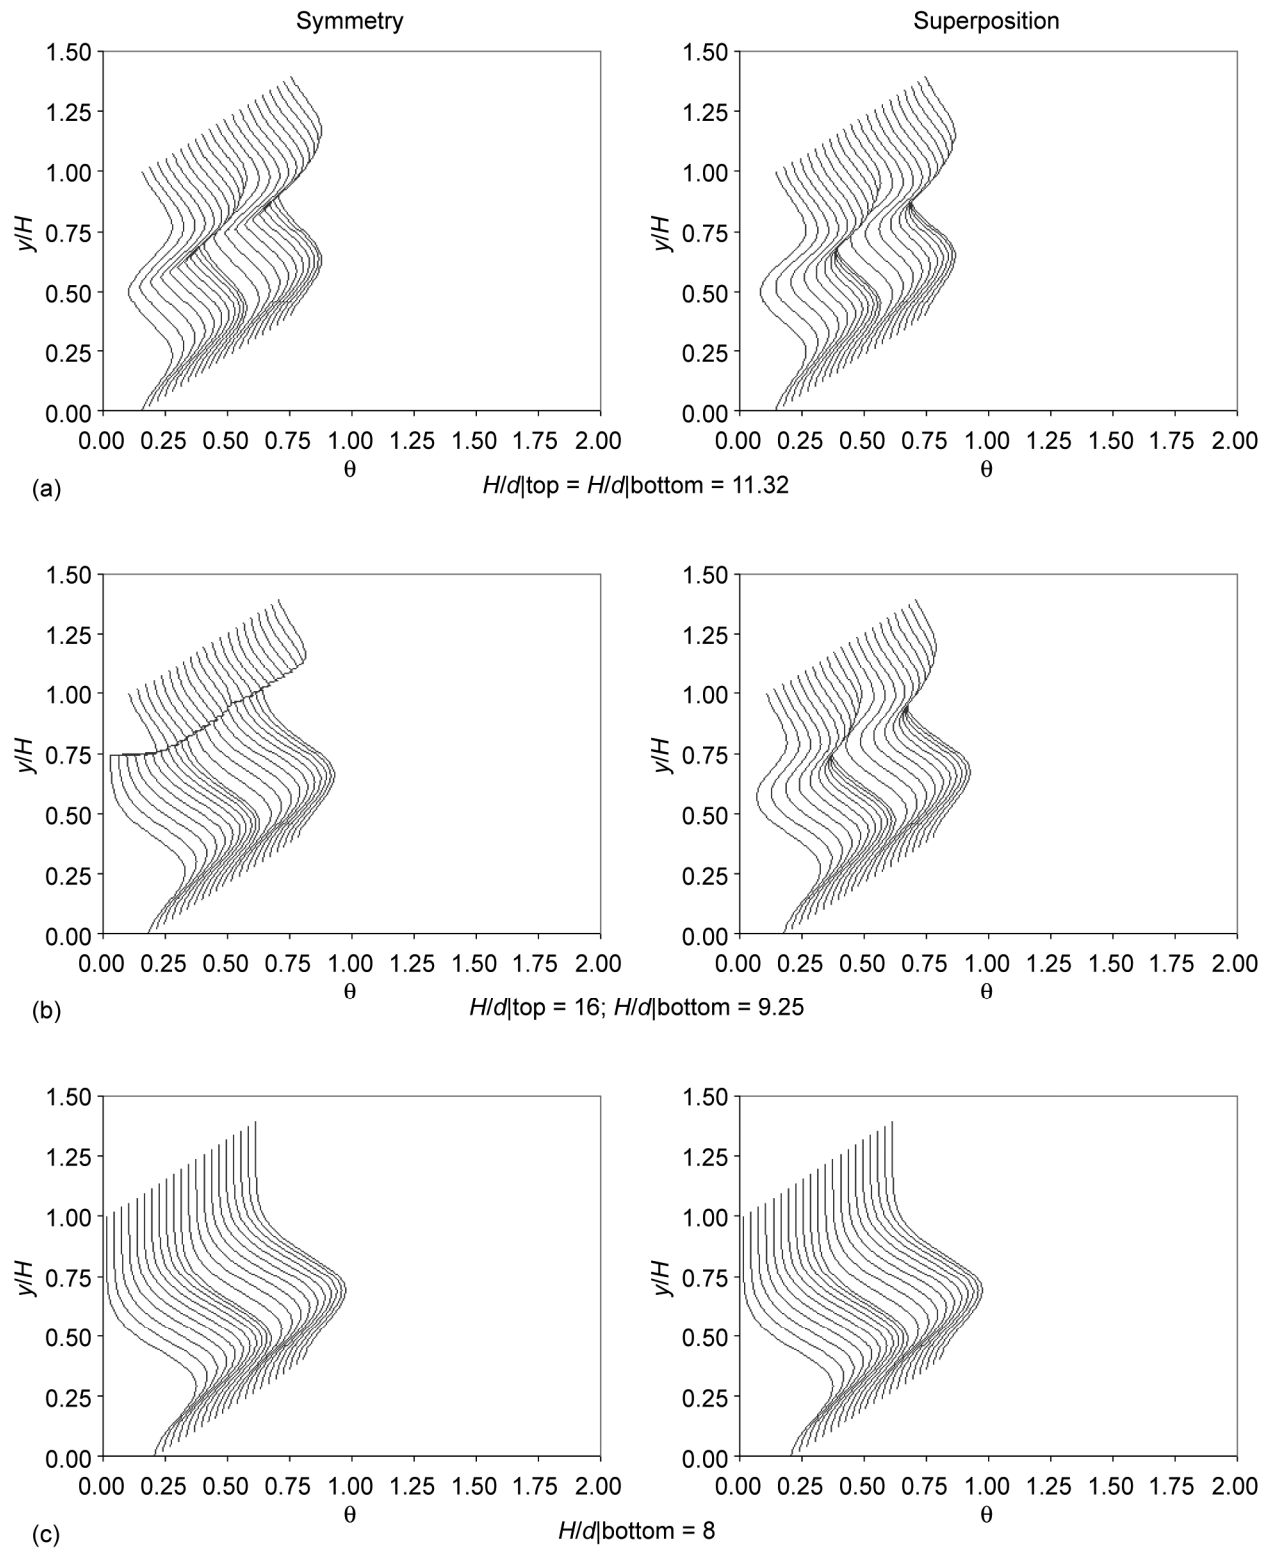 Symmetry Superposition
1.50 1.50
1.25 1.25
1.00 1.00
y/H 0.75 y/H 0.75
0.50 0.50
0.25 0.25
0.00 0.00
0.00 0.25 0.50 0.75 1.00 1.25 1.50 1.75 2.00 0.00 0.25 0.50 0.75 1.00 1.25 1.50 1.75 2.00
θ θ
(a) H/d|top = H/d|bottom = 11.32
1.50 1.50
1.25 1.25
1.00 1.00
y/H 0.75 y/H 0.75
0.50 0.50
0.25 0.25
0.00 0.00
0.00 0.25 0.50 0.75 1.00 1.25 1.50 1.75 2.00 0.00 0.25 0.50 0.75 1.00 1.25 1.50 1.75 2.00
θ θ
(b) H/d|top = 16; H/d|bottom = 9.25
1.50 1.50
1.25 1.25
1.00 1.00
y/H 0.75 y/H 0.75
0.50 0.50
0.25 0.25
0.00 0.00
0.00 0.25 0.50 0.75 1.00 1.25 1.50 1.75 2.00 0.00 0.25 0.50 0.75 1.00 1.25 1.50 1.75 2.00
θ θ
(c) H/d|bottom = 8